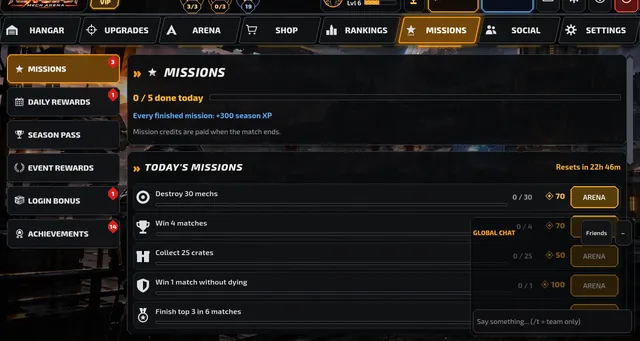 VIP
3/3
0/3
19
Lvl 6
HANGAR
UPGRADES
ARENA
SHOP
RANKINGS
MISSIONS
SOCIAL
SETTINGS
MISSIONS
3
DAILY REWARDS
1
SEASON PASS
EVENT REWARDS
LOGIN BONUS
1
ACHIEVEMENTS
14
» MISSIONS
0 / 5 done today
Every finished mission: +300 season XP
Mission credits are paid when the match ends.
» TODAY'S MISSIONS
Resets in 22h 46m
Destroy 30 mechs
0 / 30
70
ARENA
Win 4 matches
0 / 4
70
Collect 25 crates
0 / 25
50
ARENA
Win 1 match without dying
0 / 1
100
ARENA
Finish top 3 in 6 matches
GLOBAL CHAT
Friends
–
Say something... (/t = team only)